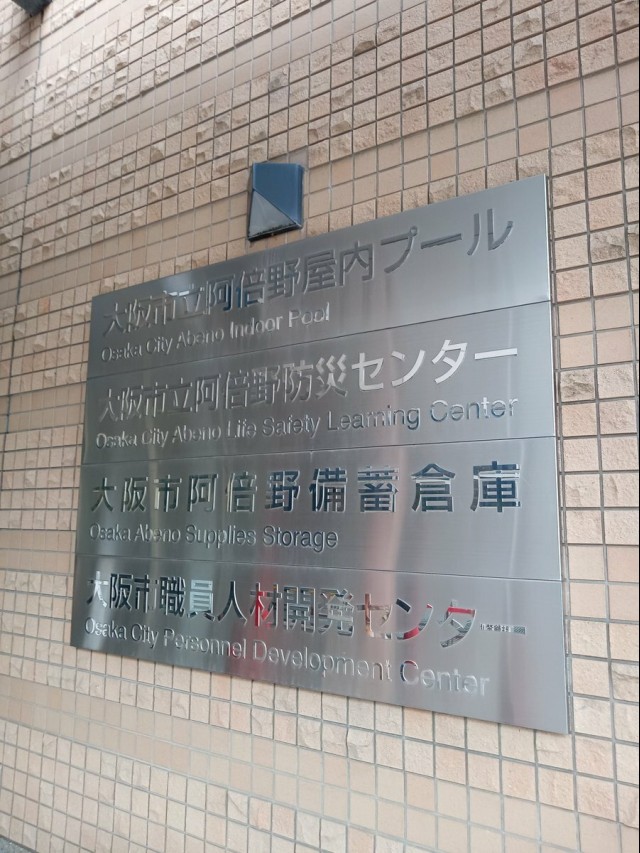 大阪市立阿倍野屋内プール
Osaka City Abeno Indoor Pool
大阪市立阿倍野防災センター
Osaka City Abeno Life Safety Learning Center
大阪市阿倍野備蓄倉庫
Osaka Abeno Supplies Storage
大阪市職員人材開発センター
Osaka City Personnel Development Center